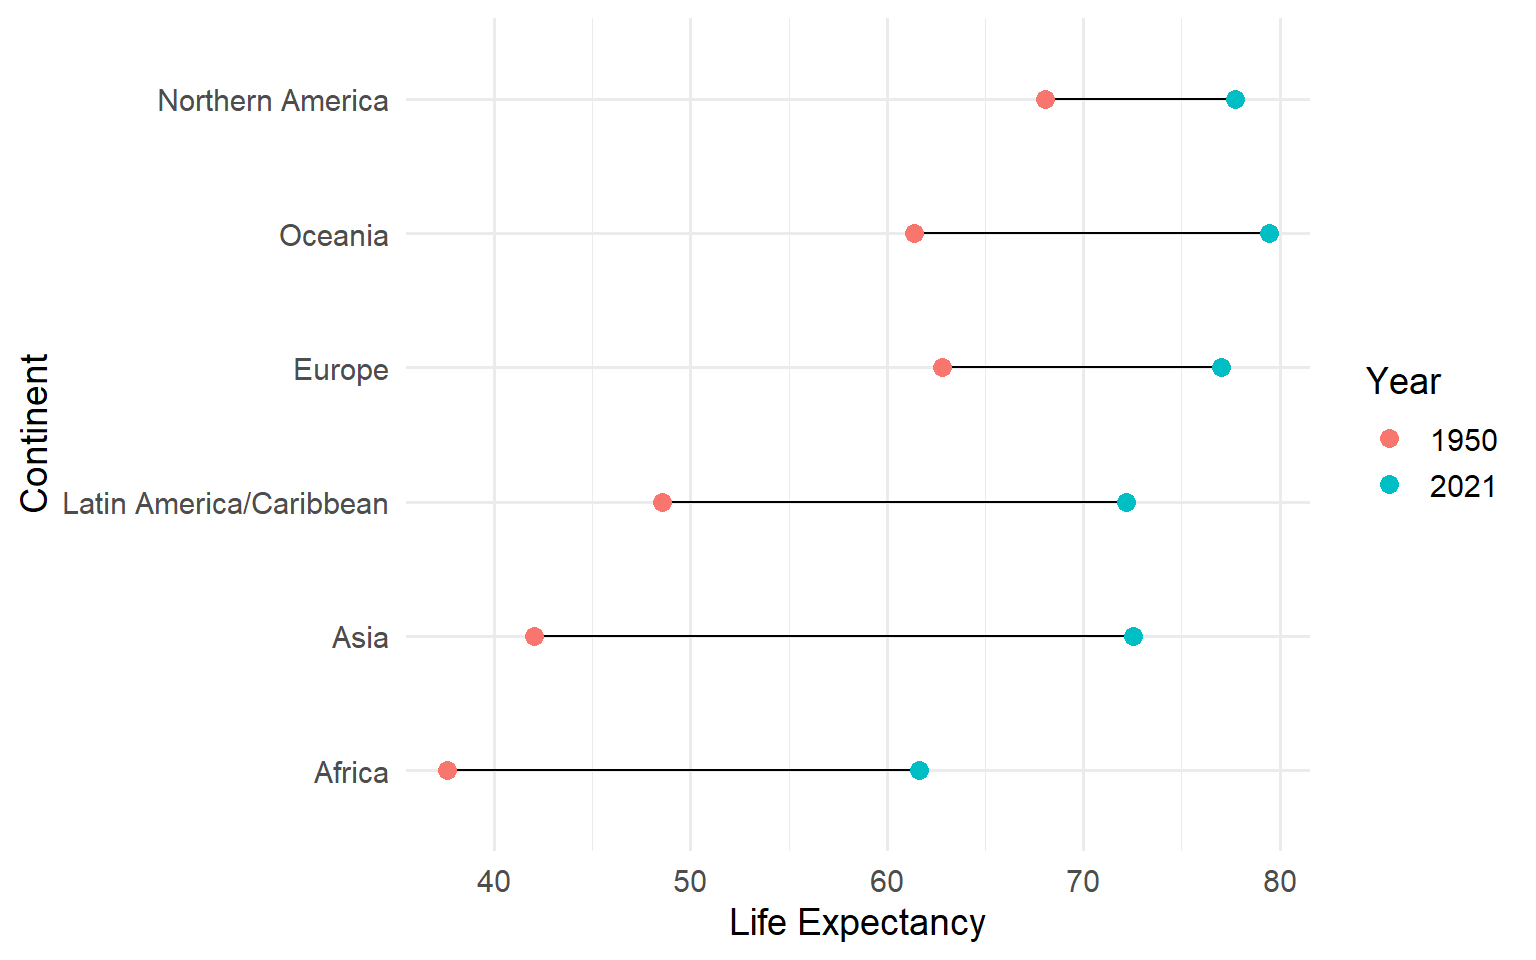 Northern America
Oceania
Europe
Latin America/Caribbean
Asia
Africa
Continent
40 50 60 70 80
Life Expectancy
Year
1950
2021